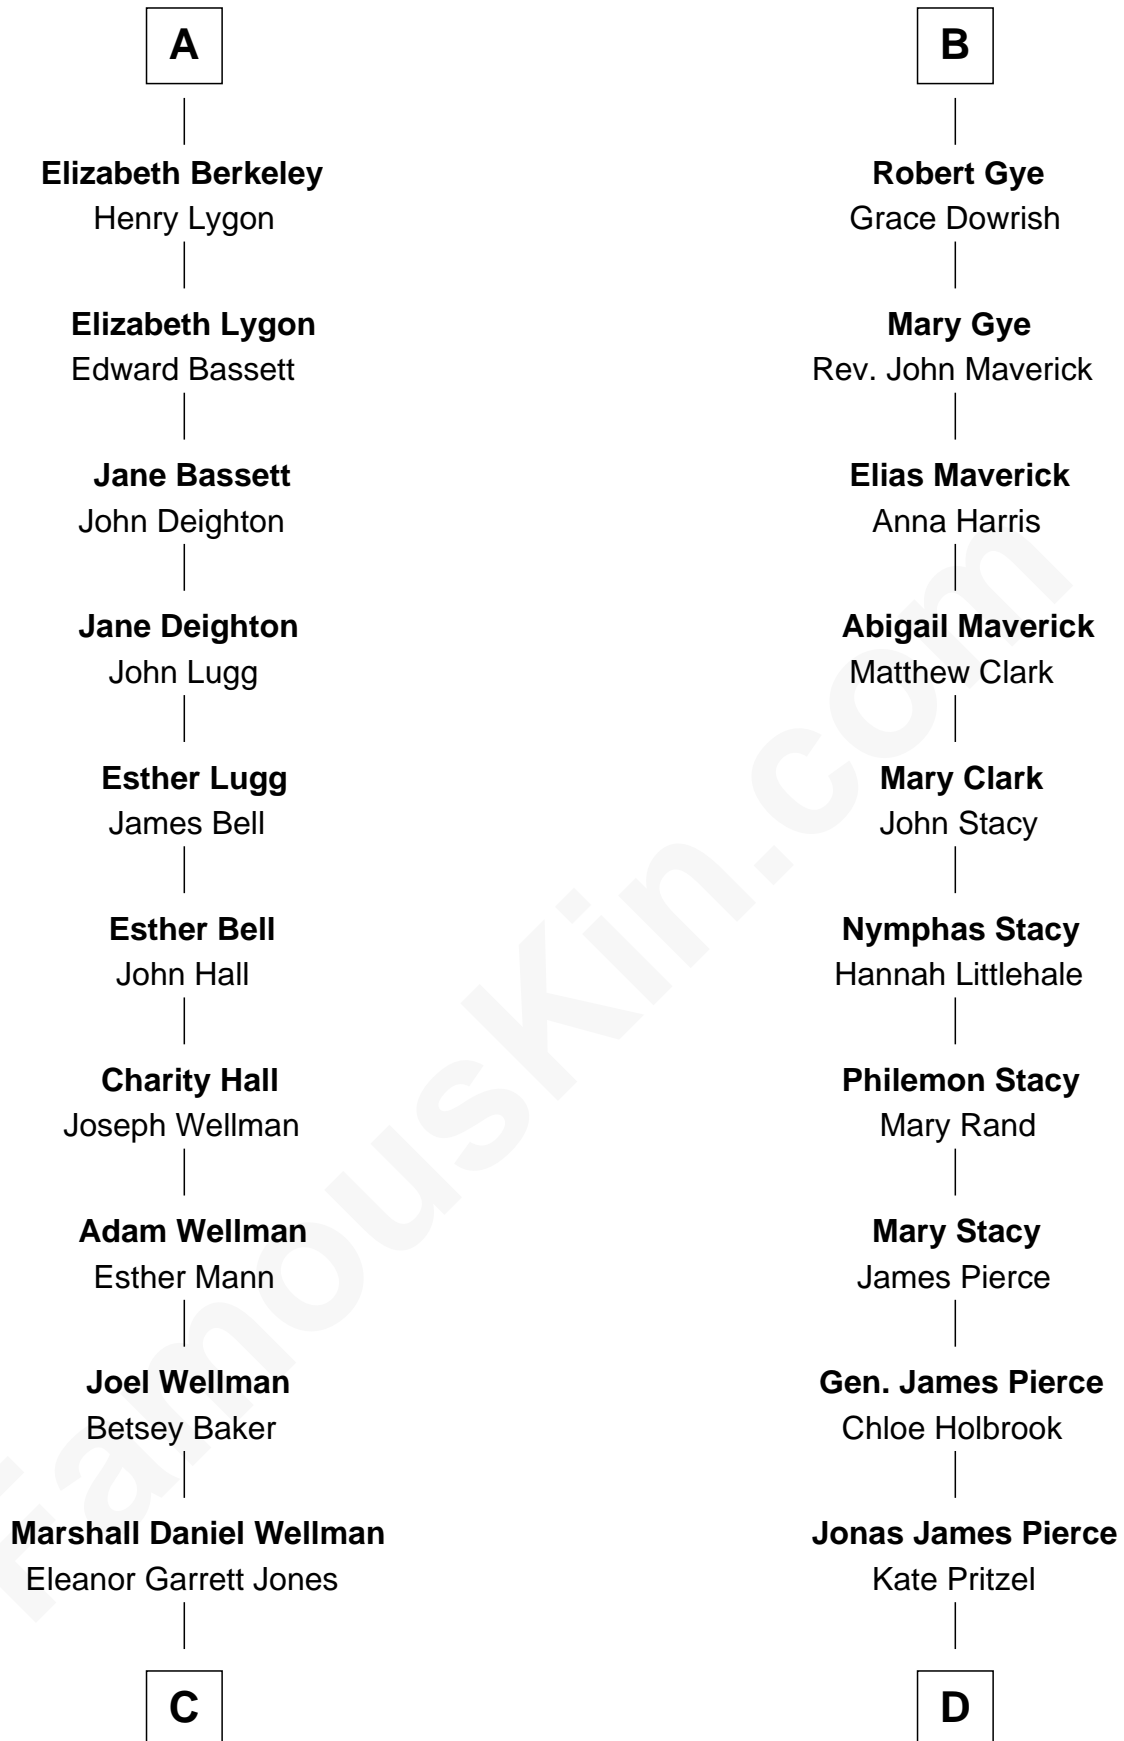 A
Elizabeth Berkeley
Henry Lygon
Elizabeth Lygon
Edward Bassett
Jane Bassett
John Deighton
Jane Deighton
John Lugg
Esther Lugg
James Bell
Esther Bell
John Hall
Charity Hall
Joseph Wellman
Adam Wellman
Esther Mann
Joel Wellman
Betsey Baker
Marshall Daniel Wellman
Eleanor Garrett Jones
C
B
Robert Gye
Grace Dowrish
Mary Gye
Rev. John Maverick
Elias Maverick
Anna Harris
Abigail Maverick
Matthew Clark
Mary Clark
John Stacy
Nymphas Stacy
Hannah Littlehale
Philemon Stacy
Mary Rand
Mary Stacy
James Pierce
Gen. James Pierce
Chloe Holbrook
Jonas James Pierce
Kate Pritzel
D
FamousKin.com